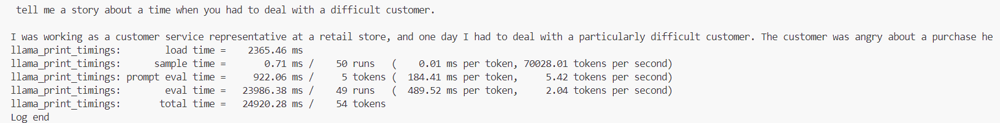 tell me a story about a time when you had to deal with a difficult customer.
I was working as a customer service representative at a retail store, and one day I had to deal with a particularly difficult customer. The customer was angry about a purchase he
llama_print_timings:        load time =    2365.46 ms
llama_print_timings:      sample time =       0.71 ms /    50 runs   (    0.01 ms per token, 70028.01 tokens per second)
llama_print_timings: prompt eval time =     922.06 ms /     5 tokens (  184.41 ms per token,     5.42 tokens per second)
llama_print_timings:        eval time =   23986.38 ms /    49 runs   (  489.52 ms per token,     2.04 tokens per second)
llama_print_timings:       total time =   24920.28 ms /    54 tokens
Log end